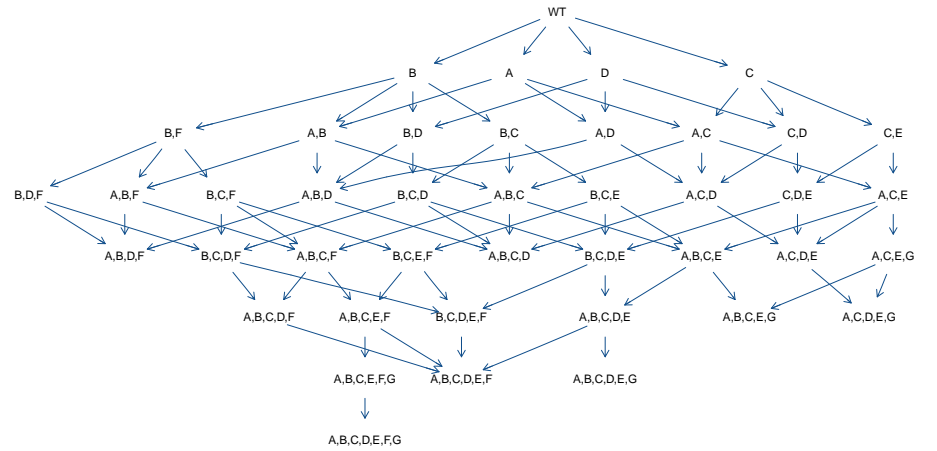 WT
B A D C
B,F A,B B,D B,C A,D A,C C,D C,E
B,D,F A,B,F B,C,F A,B,D B,C,D A,B,C B,C,E A,C,D C,D,E A,C,E
A,B,D,F B,C,D,F A,B,C,F B,C,E,F A,B,C,D B,C,D,E A,B,C,E A,C,D,E A,C,E,G
A,B,C,D,F A,B,C,E,F B,C,D,E,F A,B,C,D,E A,B,C,E,G A,C,D,E,G
A,B,C,E,F,G A,B,C,D,E,F A,B,C,D,E,G
A,B,C,D,E,F,G